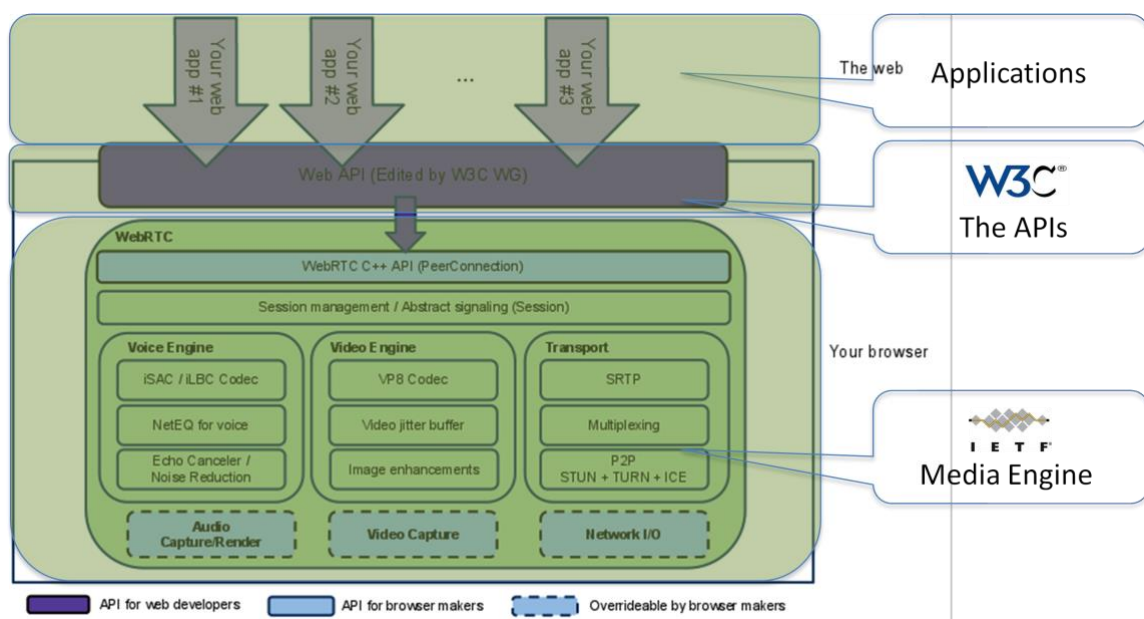 Your web
app #1
Your web
app #2
...
Your web
app #3
The web
Applications
Web API (Edited by W3C WG)
W3C®
The APIs
WebRTC
WebRTC C++ API (PeerConnection)
Session management / Abstract signaling (Session)
Your browser
Voice Engine
iSAC / iLBC Codec
NetEQ for voice
Echo Canceler /
Noise Reduction
Video Engine
VP8 Codec
Video jitter buffer
Image enhancements
Transport
SRTP
Multiplexing
P2P
STUN + TURN + ICE
I E T F®
Media Engine
Audio
Capture/Render
Video Capture
Network I/O
API for web developers
API for browser makers
Overrideable by browser makers